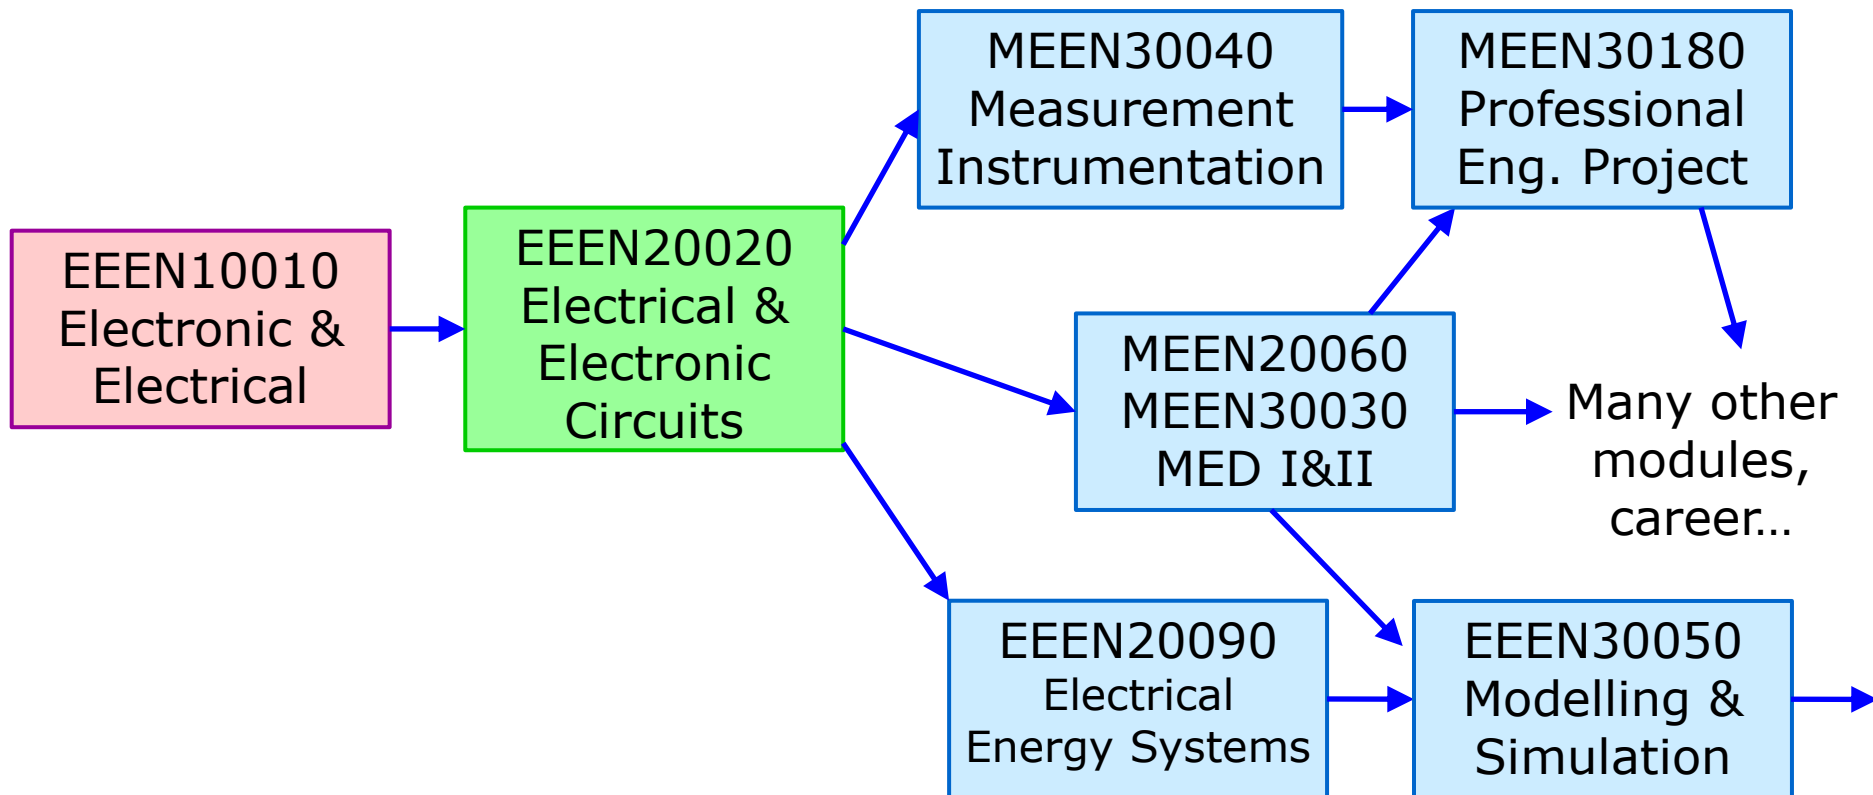 EEEN10010
Electronic &
Electrical
EEEN20020
Electrical &
Electronic
Circuits
MEEN30040
Measurement
Instrumentation
MEEN30180
Professional
Eng. Project
MEEN20060
MEEN30030
MED I&II
Many other
modules,
career…
EEEN20090
Electrical
Energy Systems
EEEN30050
Modelling &
Simulation